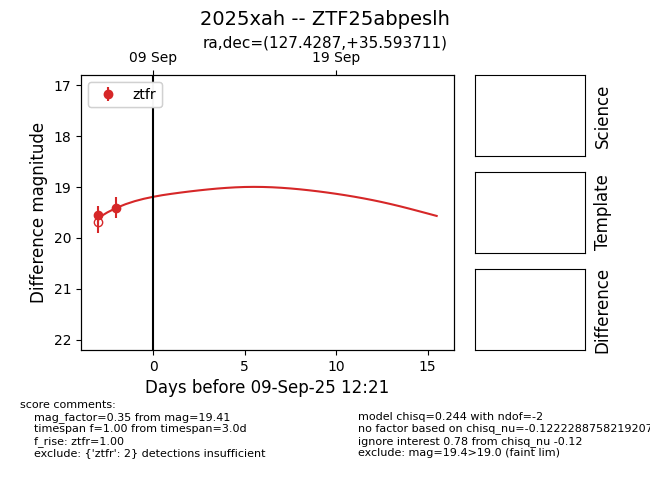 2025xah -- ZTF25abpeslh
ra,dec=(127.4287,+35.593711)
09 Sep
19 Sep
ztfr
17
18
19
20
21
22
Difference magnitude
0
5
10
15
Days before 09-Sep-25 12:21
Science
Template
Difference
score comments:
mag_factor=0.35 from mag=19.41
timespan f=1.00 from timespan=3.0d
f_rise: ztfr=1.00
exclude: {'ztfr': 2} detections insufficient
model chisq=0.244 with ndof=-2
no factor based on chisq_nu=-0.1222288758219207
ignore interest 0.78 from chisq_nu -0.12
exclude: mag=19.4>19.0 (faint lim)